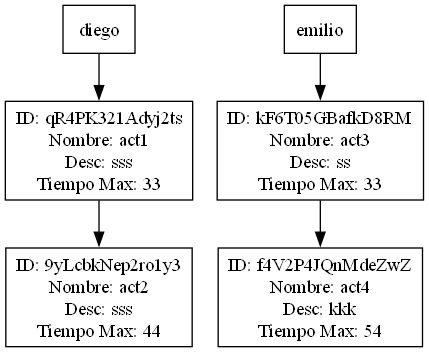 diego
emilio
ID: qR4PK321Adyj2ts
Nombre: act1
Desc: sss
Tiempo Max: 33
ID: kF6T05GBafkD8RM
Nombre: act3
Desc: ss
Tiempo Max: 33
ID: 9yLcbkNep2ro1y3
Nombre: act2
Desc: sss
Tiempo Max: 44
ID: f4V2P4JQnMdeZwZ
Nombre: act4
Desc: kkk
Tiempo Max: 54